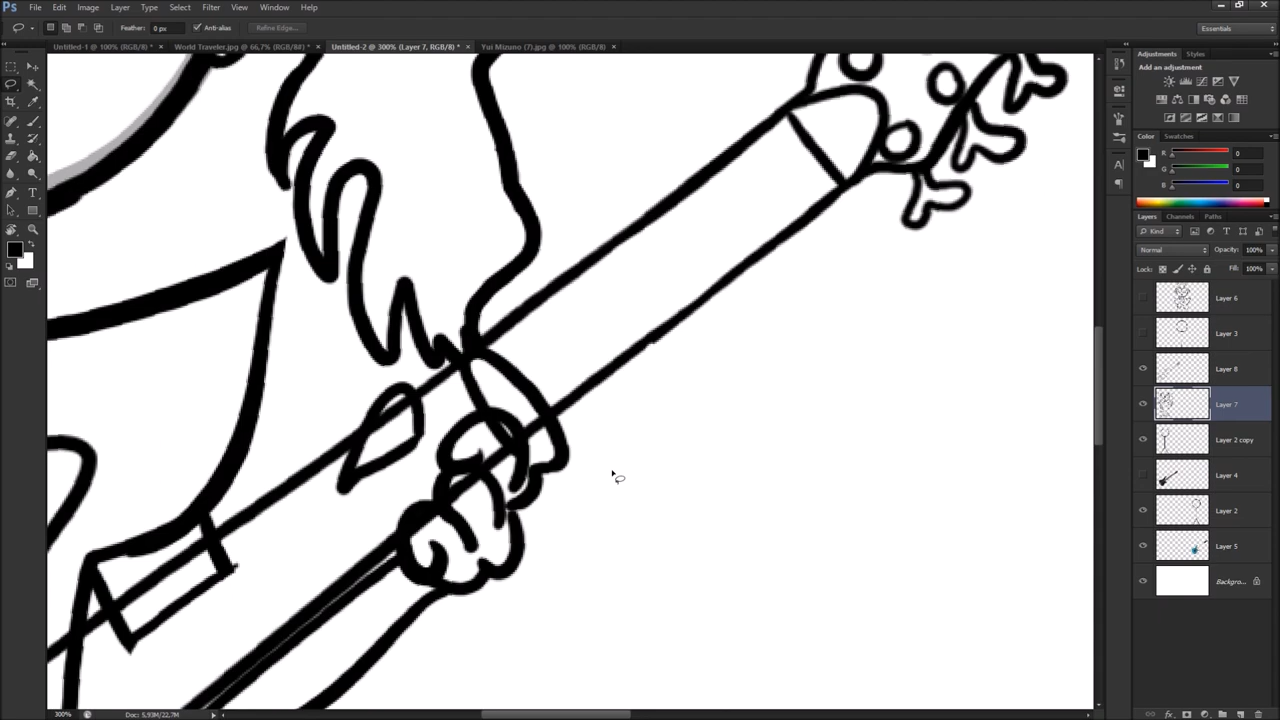 Ps File Edit Image Layer Type Select Filter View Window Help
Feather: 0 px Anti-alias Refine Edge... Essentials
Untitled-1 @ 100% (RGB/8) * × World Traveler.jpg @ 66,7% (RGB/8#) * × Untitled-2 @ 300% (Layer 7, RGB/8) * × Yui Mizuno (7).jpg @ 100% (RGB/8) ×
Adjustments Styles
Add an adjustment
Color Swatches
R 0
G 0
B 0
Layers Channels Paths
Kind
Normal Opacity: 100%
Lock: Fill: 100%
Layer 6
Layer 3
Layer 8
Layer 7
Layer 2 copy
Layer 4
Layer 2
Layer 5
Backgro...
300% Doc: 5,93M/22,7M